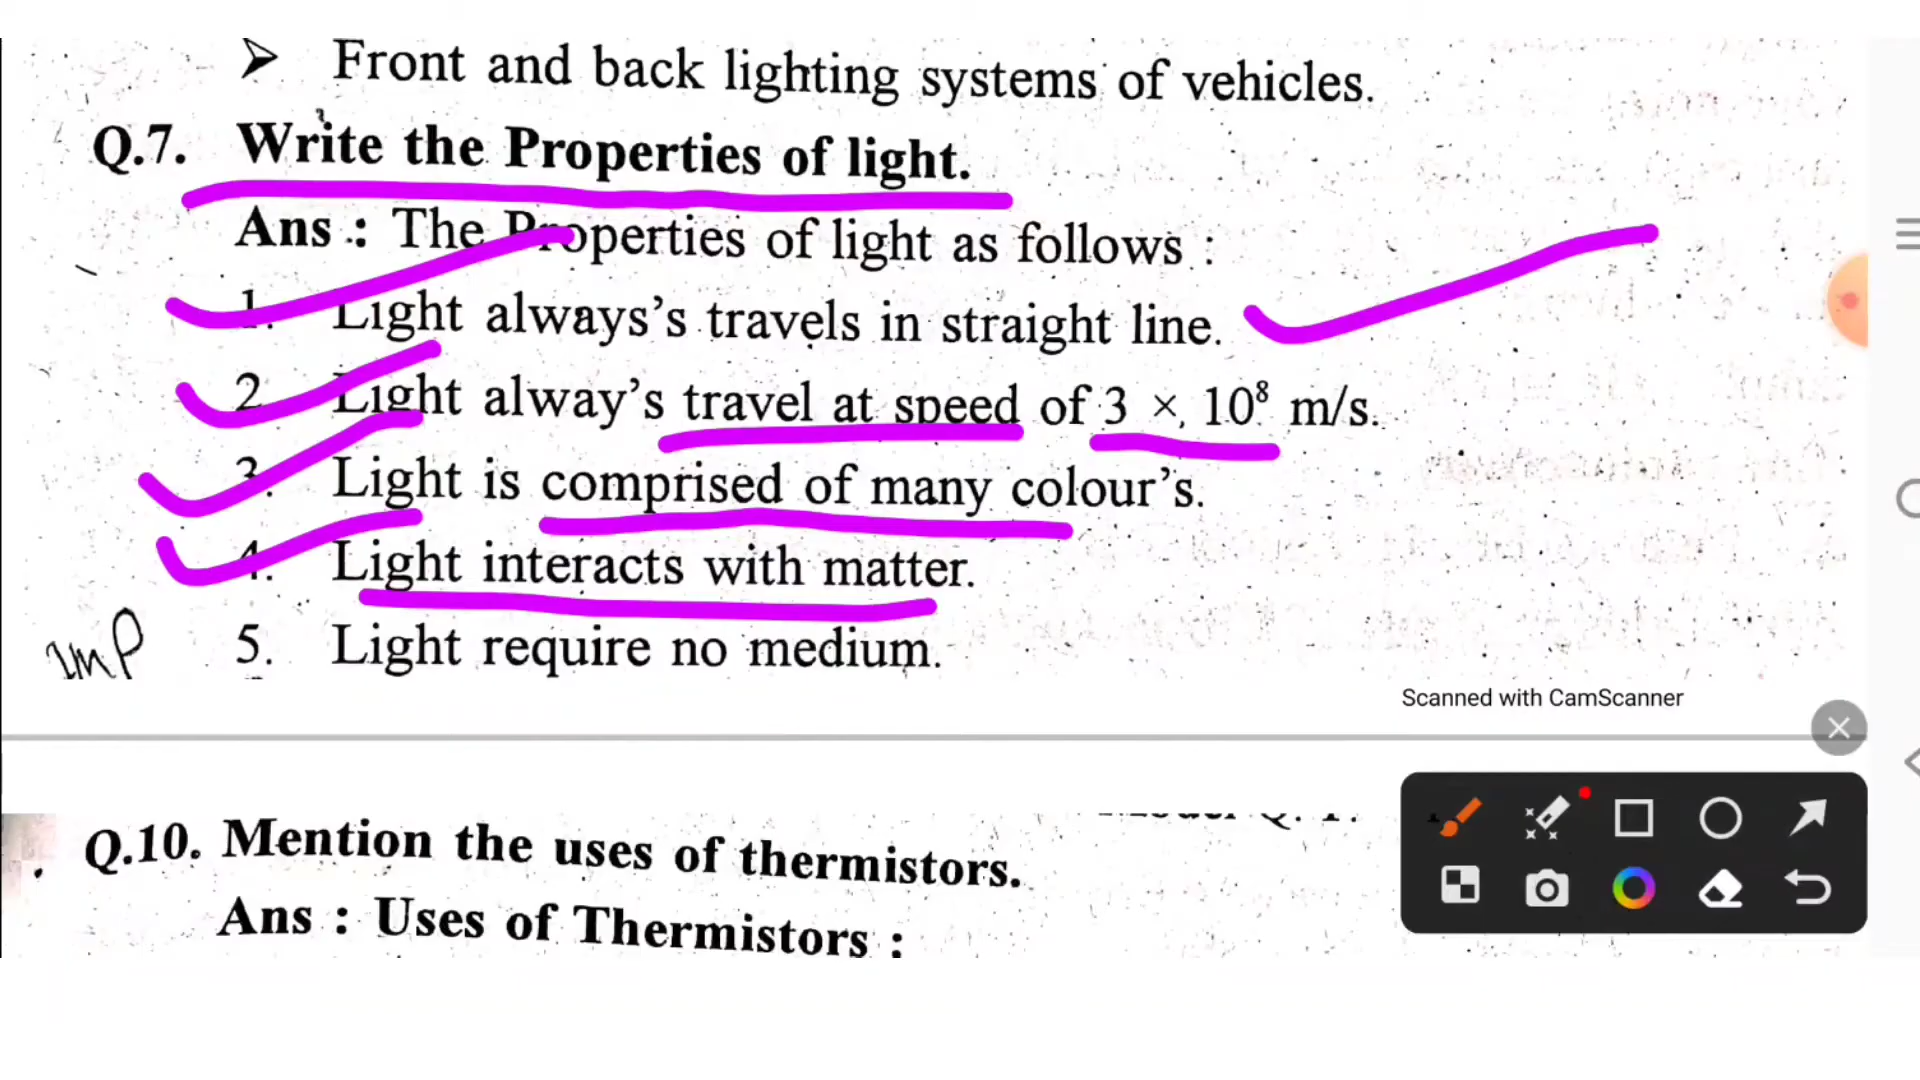 ➢ Front and back lighting systems of vehicles.
Q.7. Write the Properties of light.
Ans : The Properties of light as follows :
1. Light always's travels in straight line.
2. Light alway's travel at speed of 3 × 10⁸ m/s.
3. Light is comprised of many colour's.
4. Light interacts with matter.
Imp 5. Light require no medium.
Scanned with CamScanner
Q.10. Mention the uses of thermistors.
Ans : Uses of Thermistors :